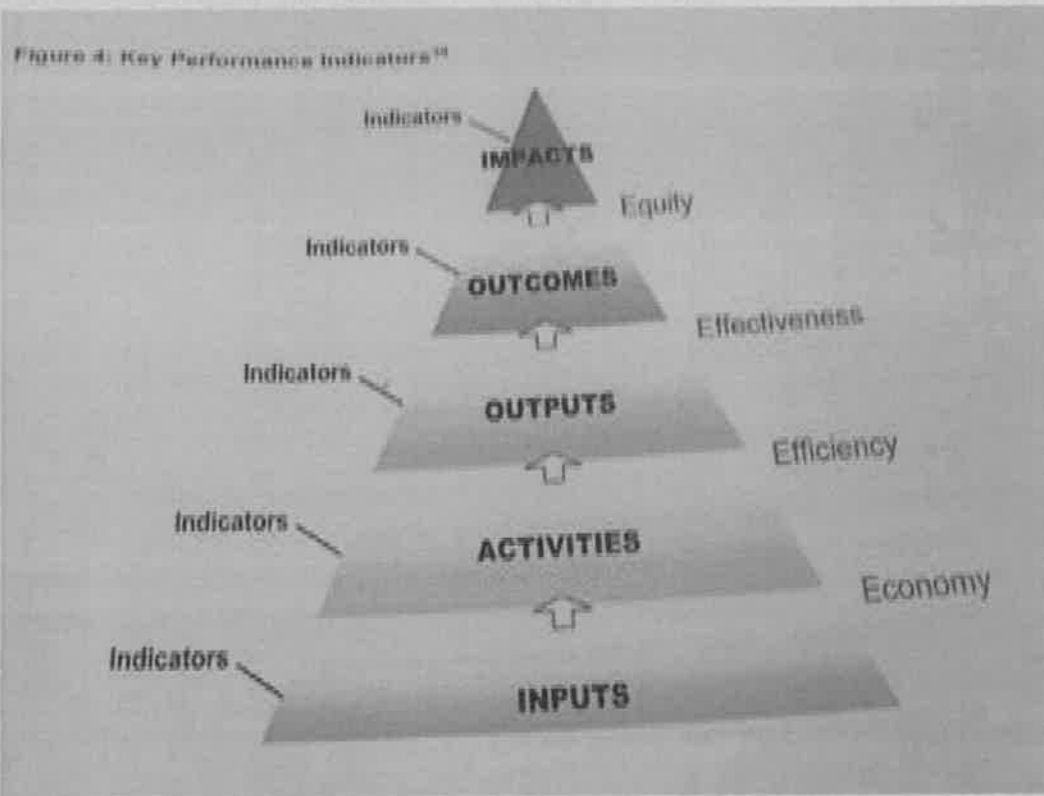 Figure 4: Key Performance Indicators
Indicators
IMPACTS
Equity
Indicators
OUTCOMES
Effectiveness
Indicators
OUTPUTS
Efficiency
Indicators
ACTIVITIES
Economy
Indicators
INPUTS